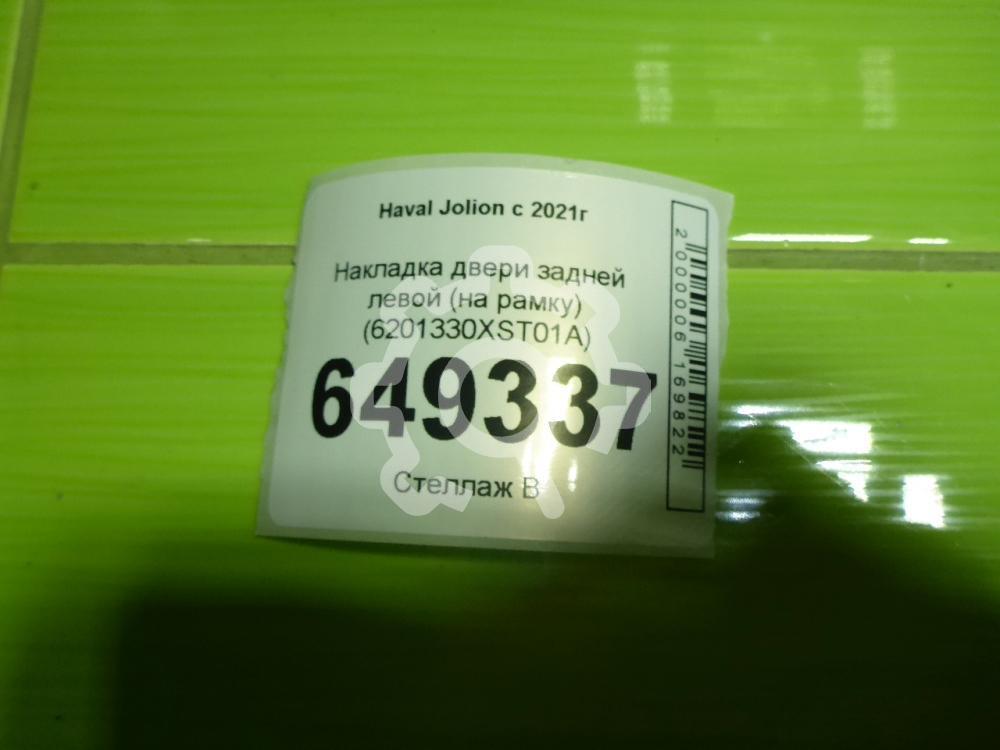 Haval Jolion с 2021г
Накладка двери задней
левой (на рамку)
(6201330XST01A)
649337
Стеллаж В
2000006169822